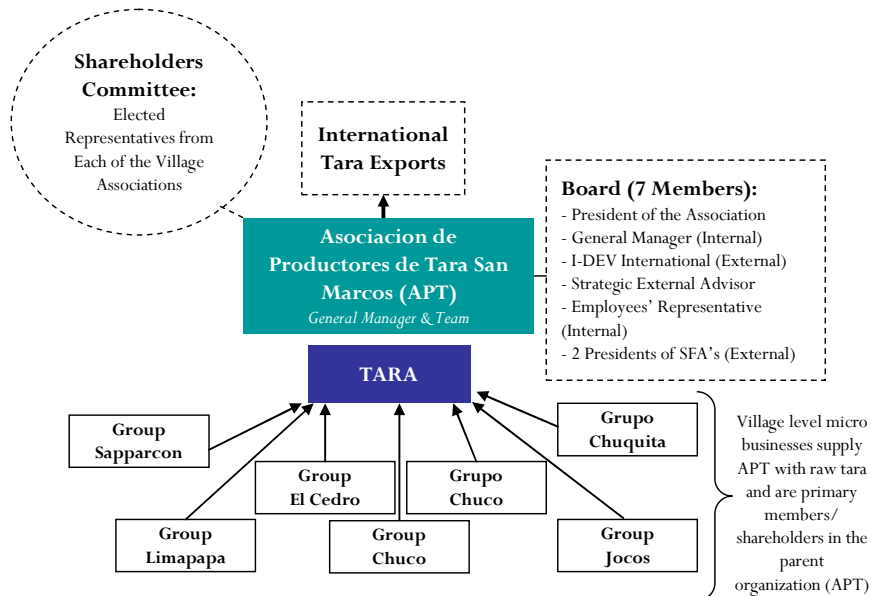 Shareholders
Committee:
Elected
Representatives from
Each of the Village
Associations
International
Tara Exports
Board (7 Members):
- President of the Association
- General Manager (Internal)
- I-DEV International (External)
- Strategic External Advisor
- Employees' Representative
(Internal)
- 2 Presidents of SFA's (External)
Asociacion de
Productores de Tara San
Marcos (APT)
General Manager & Team
TARA
Group
Sapparcon
Group
Limapapa
Group
El Cedro
Group
Chuco
Grupo
Chuco
Grupo
Chuquita
Group
Jocos
Village level micro
businesses supply
APT with raw tara
and are primary
members/
shareholders in the
parent
organization (APT)